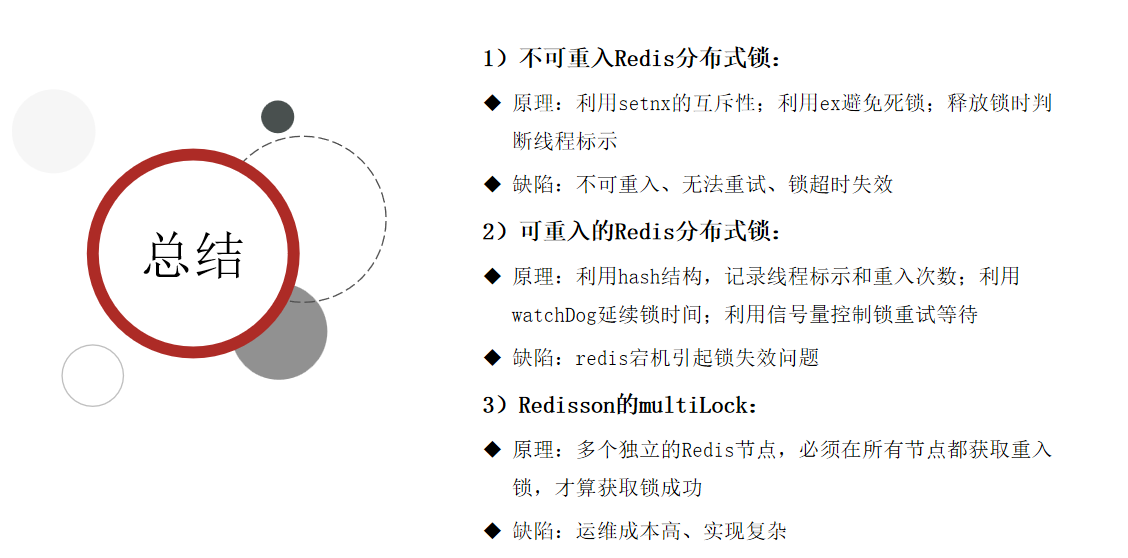 总结
1）不可重入Redis分布式锁：
◆ 原理：利用setnx的互斥性；利用ex避免死锁；释放锁时判
断线程标示
◆ 缺陷：不可重入、无法重试、锁超时失效
2）可重入的Redis分布式锁：
◆ 原理：利用hash结构，记录线程标示和重入次数；利用
watchDog延续锁时间；利用信号量控制锁重试等待
◆ 缺陷：redis宕机引起锁失效问题
3）Redisson的multiLock：
◆ 原理：多个独立的Redis节点，必须在所有节点都获取重入
锁，才算获取锁成功
◆ 缺陷：运维成本高、实现复杂